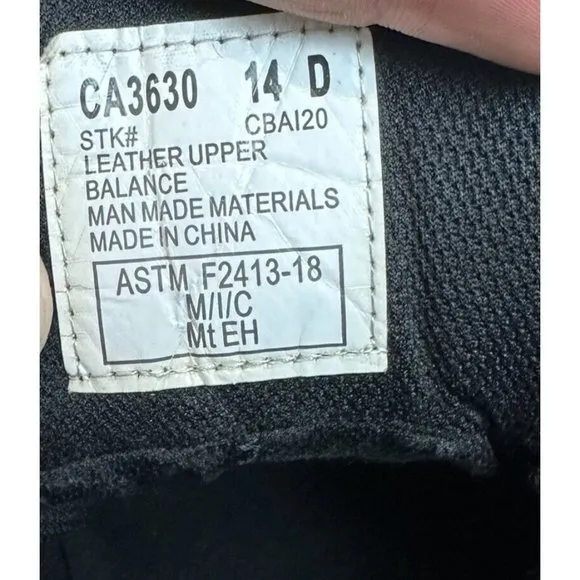 CA3630 14 D
STK# CBAI20
LEATHER UPPER
BALANCE
MAN MADE MATERIALS
MADE IN CHINA
ASTM F2413-18
M/I/C
Mt EH